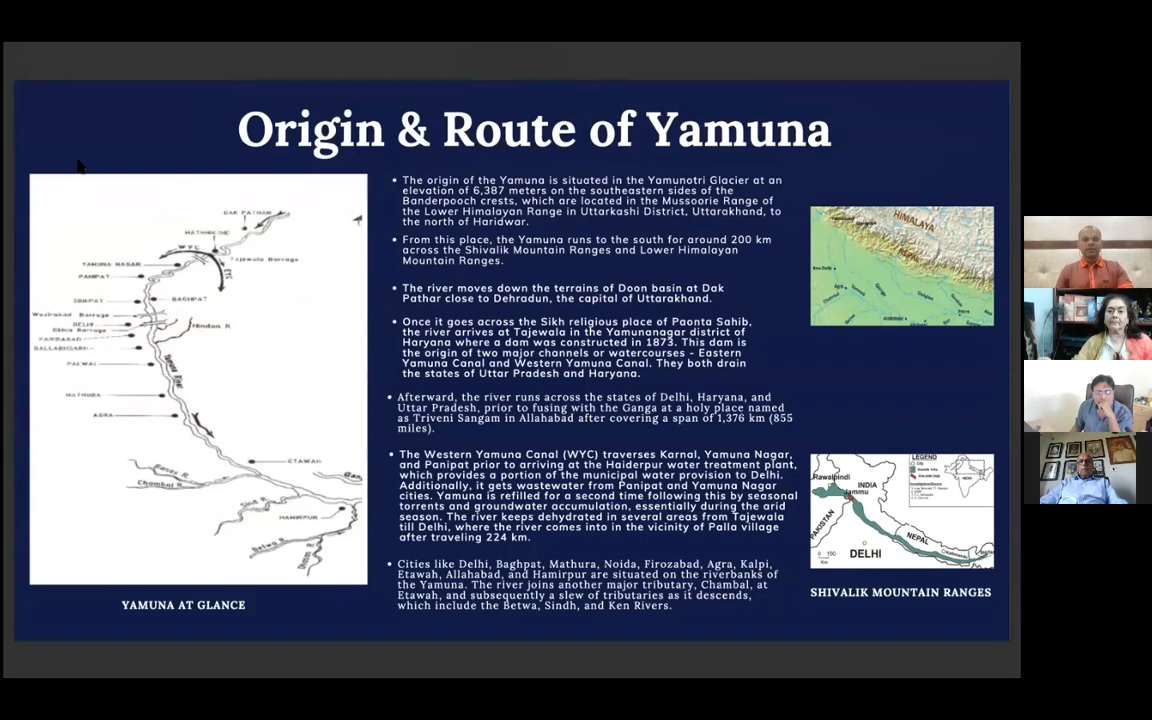 Origin & Route of Yamuna
DAK PATHAR
HATHNIKUND
WYC
Tajewala Barrage
ETC
YAMUNA NAGAR
PANIPAT
SONIPAT
BAGHPAT
Wazirabad Barrage
DELHI
Okhla Barrage
Hindon R.
FARIDABAD
BALLABHGARH
PALWAL
Yamuna River
MATHURA
AGRA
ETAWAH
Chambal R.
Sind R.
HAMIRPUR
Betwa R.
YAMUNA AT GLANCE
• The origin of the Yamuna is situated in the Yamunotri Glacier at an
elevation of 6,387 meters on the southeastern sides of the
Banderpooch crests, which are located in the Mussoorie Range of
the Lower Himalayan Range in Uttarkashi District, Uttarakhand, to
the north of Haridwar.
• From this place, the Yamuna runs to the south for around 200 km
across the Shivalik Mountain Ranges and Lower Himalayan
Mountain Ranges.
• The river moves down the terrains of Doon basin at Dak
Pathar close to Dehradun, the capital of Uttarakhand.
• Once it goes across the Sikh religious place of Paonta Sahib,
the river arrives at Tajewala in the Yamunanagar district of
Haryana where a dam was constructed in 1873. This dam is
the origin of two major channels or watercourses - Eastern
Yamuna Canal and Western Yamuna Canal. They both drain
the states of Uttar Pradesh and Haryana.
• Afterward, the river runs across the states of Delhi, Haryana, and
Uttar Pradesh, prior to fusing with the Ganga at a holy place named
as Triveni Sangam in Allahabad after covering a span of 1,376 km (855
miles).
• The Western Yamuna Canal (WYC) traverses Karnal, Yamuna Nagar,
and Panipat prior to arriving at the Haiderpur water treatment plant,
which provides a portion of the municipal water provision to Delhi.
Additionally, it gets wastewater from Panipat and Yamuna Nagar
cities. Yamuna is refilled for a second time following this by seasonal
torrents and groundwater accumulation, essentially during the arid
season. The river keeps dehydrated in several areas from Tajewala
till Delhi, where the river comes into in the vicinity of Palla village
after traveling 224 km.
• Cities like Delhi, Baghpat, Mathura, Noida, Firozabad, Agra, Kalpi,
Etawah, Allahabad, and Hamirpur are situated on the riverbanks of
the Yamuna. The river joins another major tributary, Chambal, at
Etawah, and subsequently a slew of tributaries as it descends,
which include the Betwa, Sindh, and Ken Rivers.
HIMALAYA
New Delhi
Agra
LEGEND
City
INDIA
Rawalpindi
INDIA
Jammu
PAKISTAN
NEPAL
Kathmandu
DELHI
0 100
Km
SHIVALIK MOUNTAIN RANGES